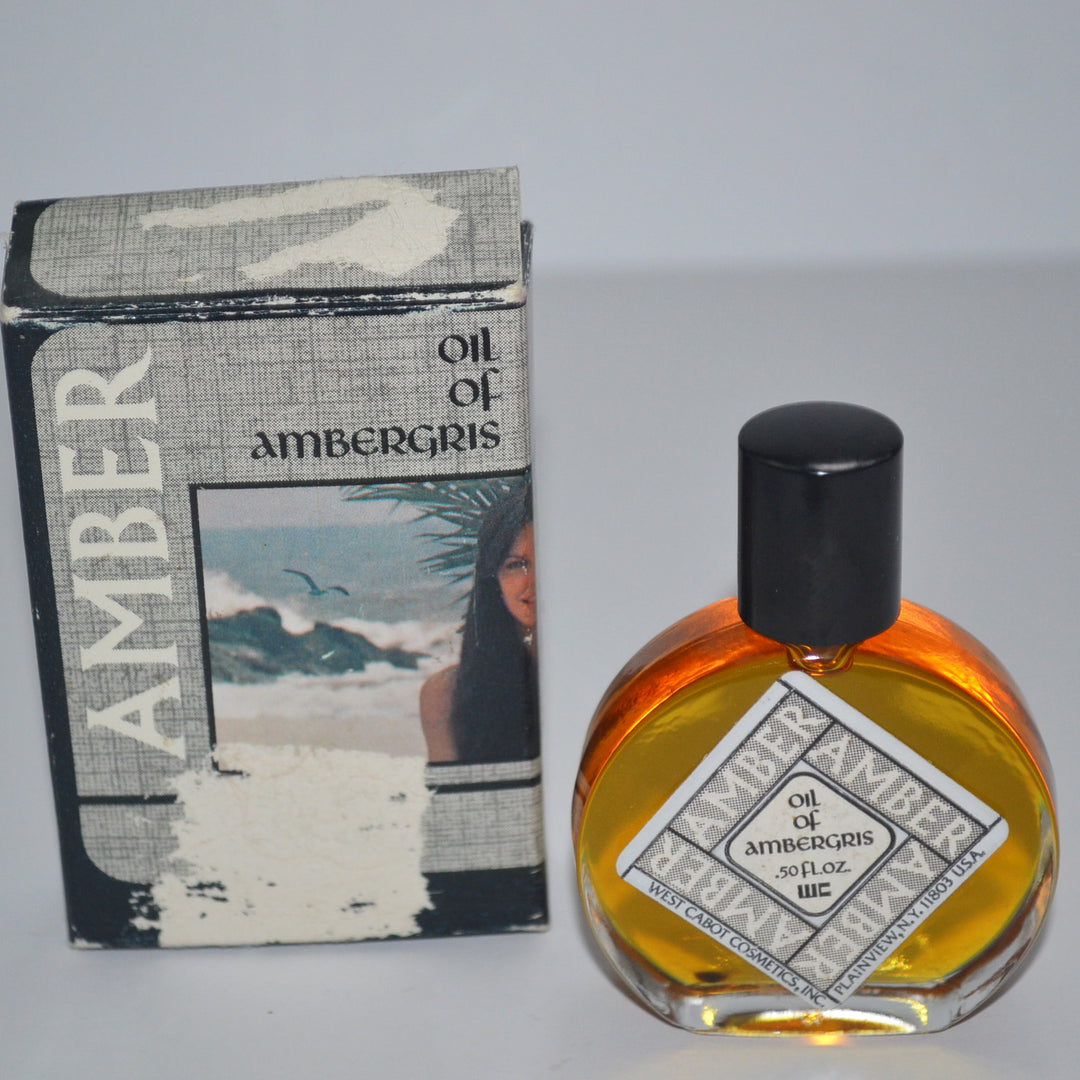 AMBER
OIL
OF
AMBERGRIS
AMBER
AMBER
AMBER
AMBER
OIL
OF
AMBERGRIS
.50 FL.OZ.
WC
WEST CABOT COSMETICS, INC.
PLAINVIEW, N.Y. 11803 U.S.A.